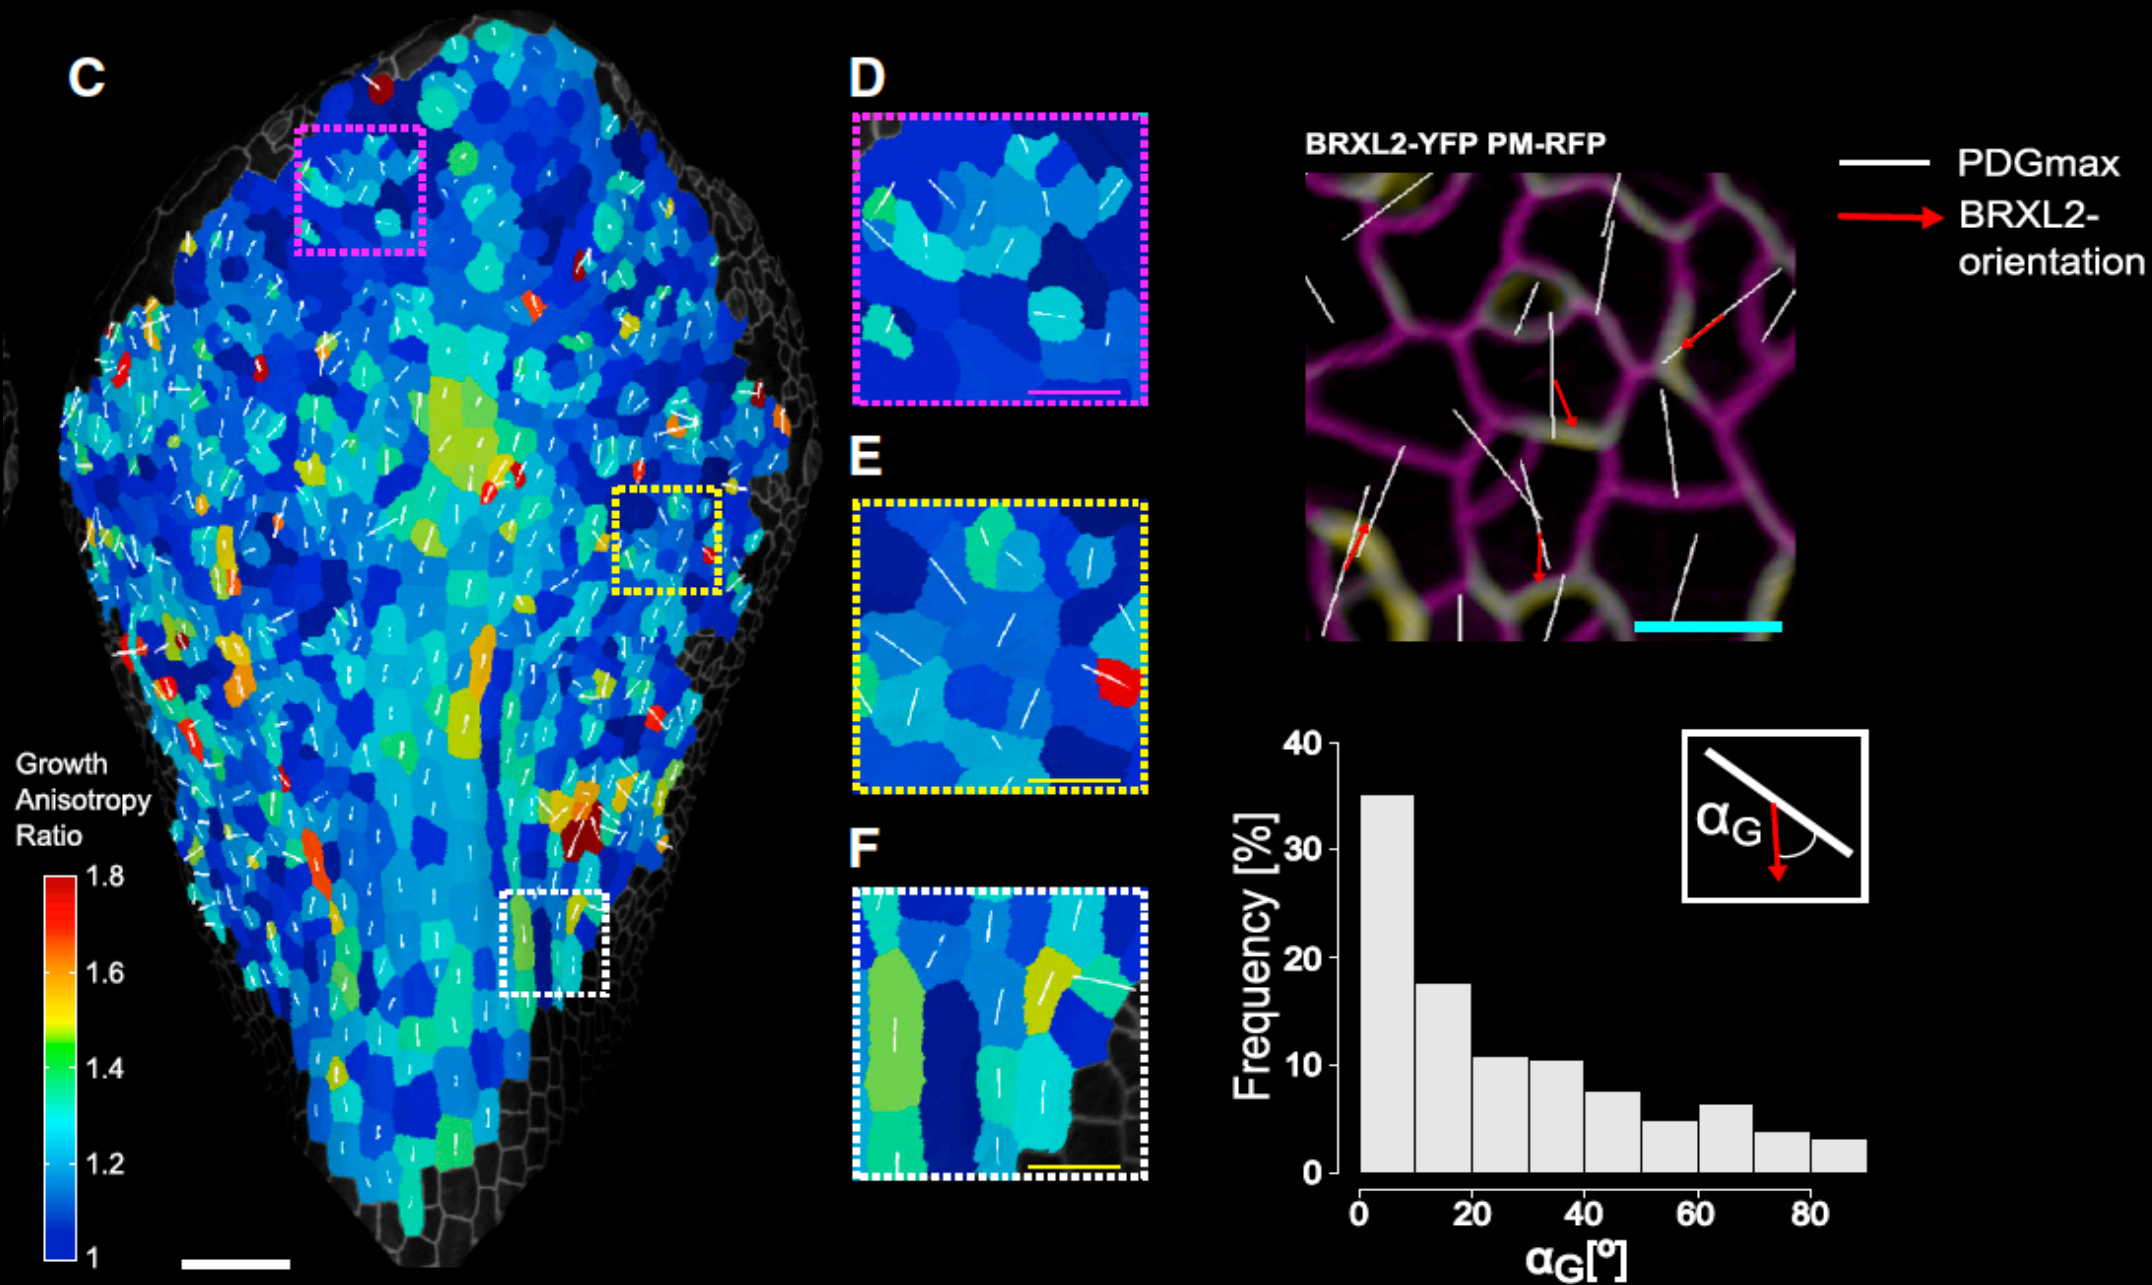 C
Growth
Anisotropy
Ratio
1.8
1.6
1.4
1.2
1
D
E
F
BRXL2-YFP PM-RFP
PDGmax
BRXL2-
orientation
40
30
20
10
0
Frequency [%]
αG
0 20 40 60 80
αG[º]